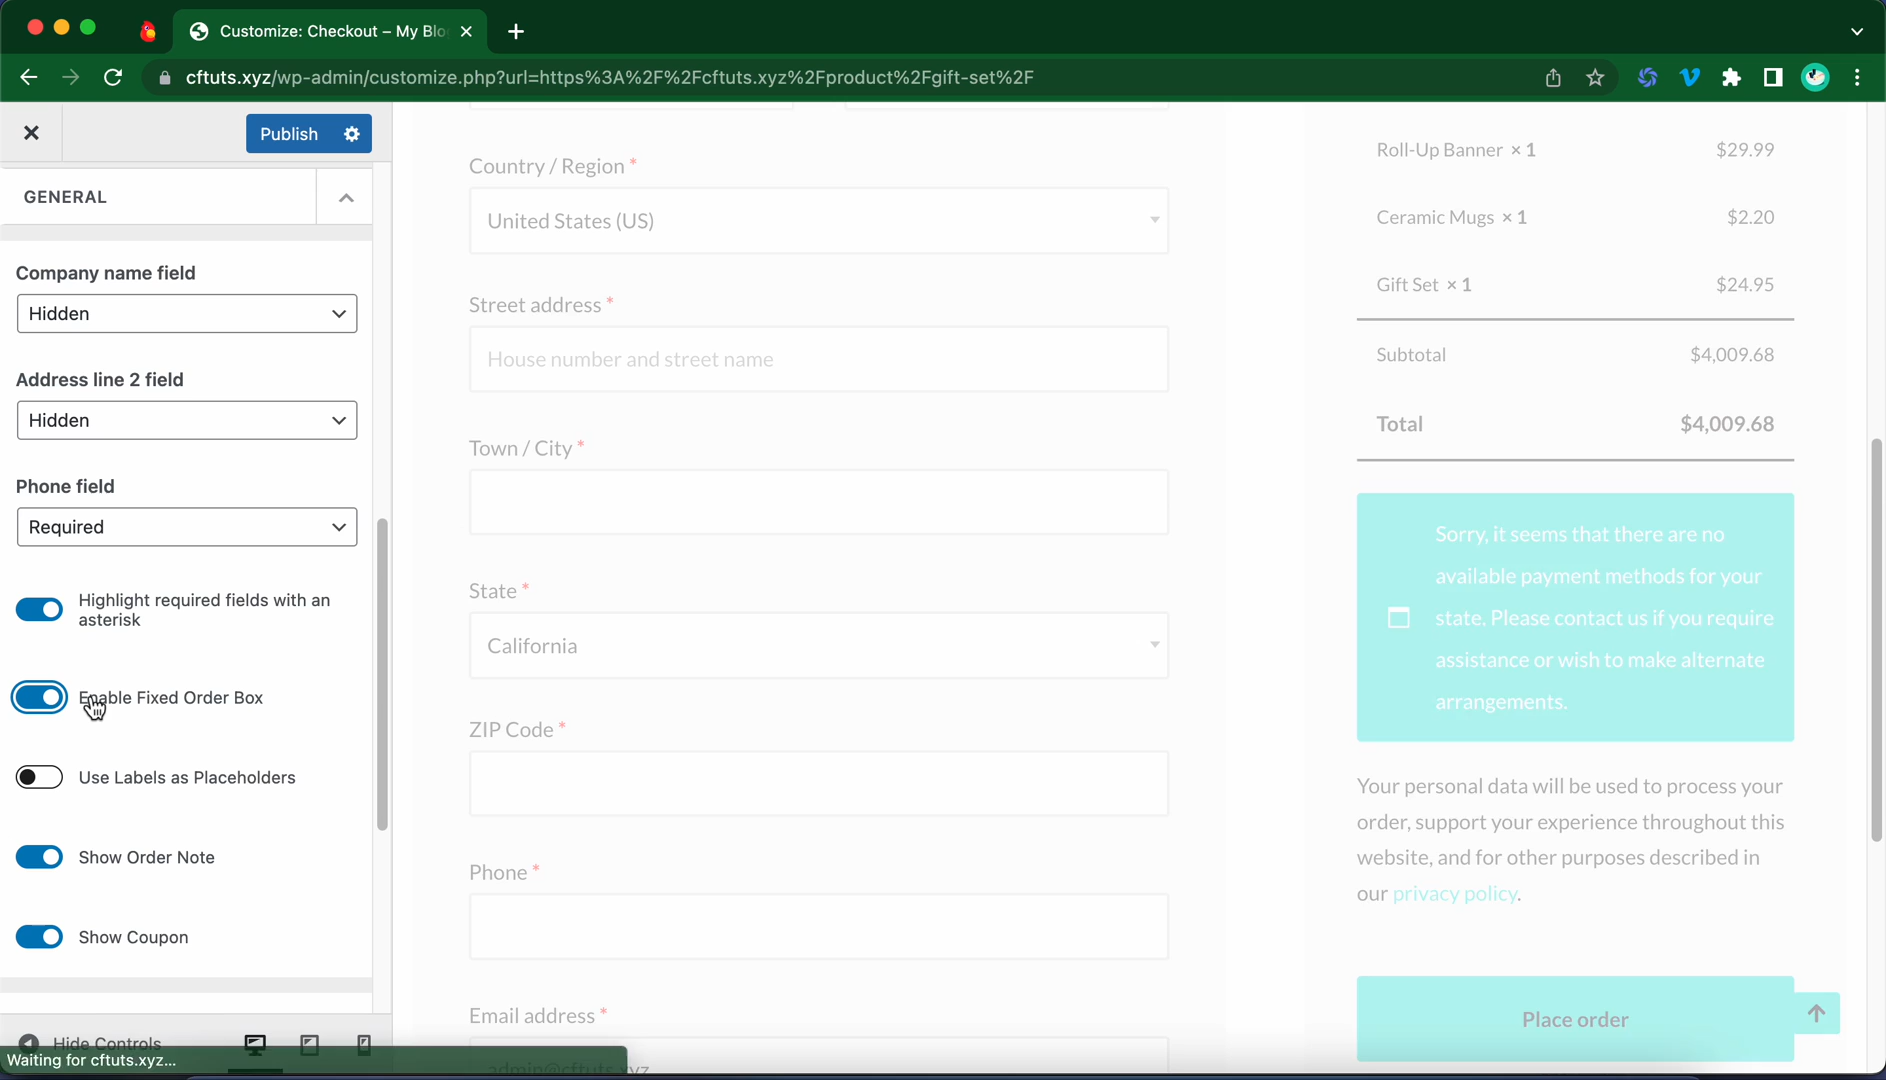 Customize: Checkout – My Blo
cftuts.xyz/wp-admin/customize.php?url=https%3A%2F%2Fcftuts.xyz%2Fproduct%2Fgift-set%2F
Publish
GENERAL
Company name field
Hidden
Address line 2 field
Hidden
Phone field
Required
Highlight required fields with an
asterisk
Enable Fixed Order Box
Use Labels as Placeholders
Show Order Note
Show Coupon
Hide Controls
Waiting for cftuts.xyz...
Country / Region *
United States (US)
Street address *
House number and street name
Town / City *
State *
California
ZIP Code *
Phone *
Email address *
admin@cftuts.xyz
Roll-Up Banner × 1 $29.99
Ceramic Mugs × 1 $2.20
Gift Set × 1 $24.95
Subtotal $4,009.68
Total $4,009.68
Sorry, it seems that there are no
available payment methods for your
state. Please contact us if you require
assistance or wish to make alternate
arrangements.
Your personal data will be used to process your
order, support your experience throughout this
website, and for other purposes described in
our privacy policy.
Place order